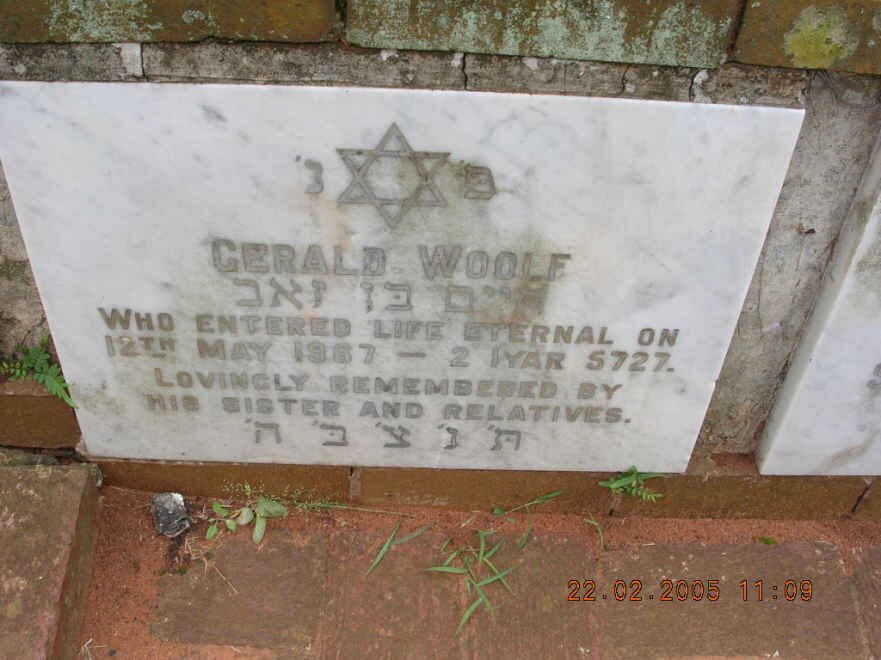 פ' נ'
GERALD WOOLF
חיים בן זאב
WHO ENTERED LIFE ETERNAL ON
12TH MAY 1967 — 2 IYAR 5727.
LOVINGLY REMEMBERED BY
HIS SISTER AND RELATIVES.
ת' נ' צ' ב' ה'
22.02.2005 11:09